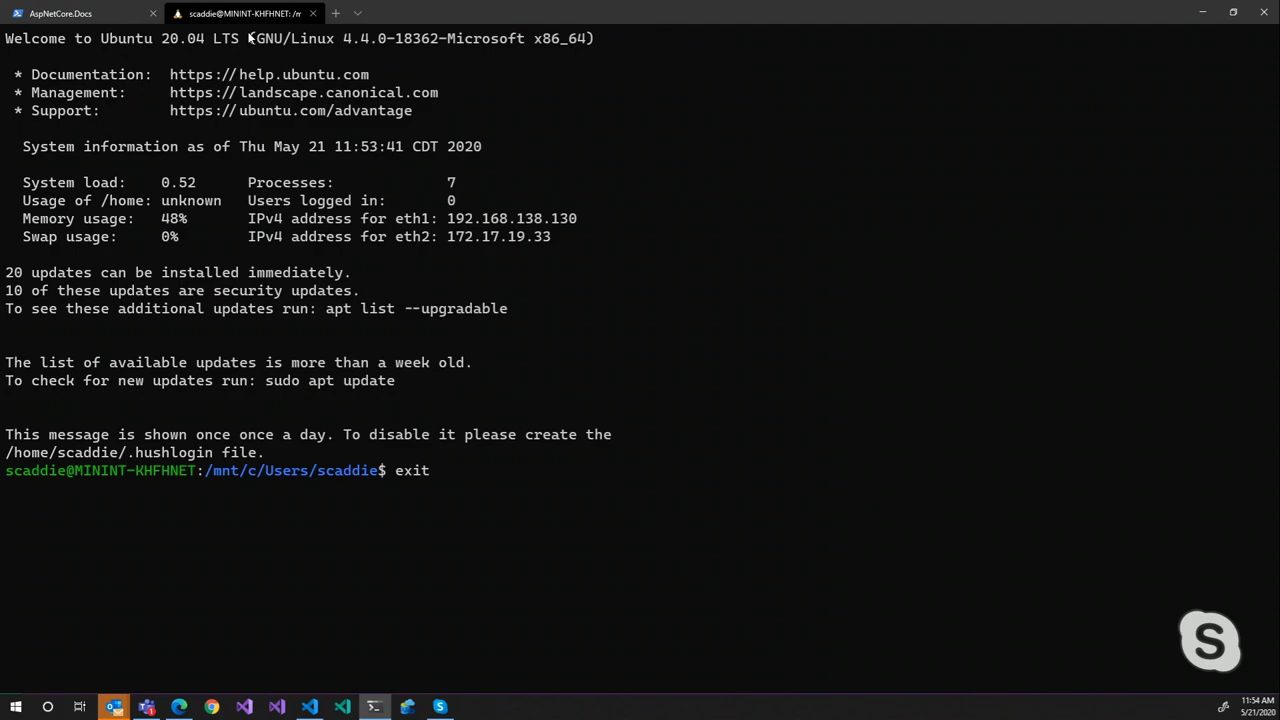 AspNetCore.Docs
scaddie@MININT-KHFHNET: /m
Welcome to Ubuntu 20.04 LTS (GNU/Linux 4.4.0-18362-Microsoft x86_64)
* Documentation: https://help.ubuntu.com
* Management: https://landscape.canonical.com
* Support: https://ubuntu.com/advantage
System information as of Thu May 21 11:53:41 CDT 2020
System load: 0.52 Processes: 7
Usage of /home: unknown Users logged in: 0
Memory usage: 48% IPv4 address for eth1: 192.168.138.130
Swap usage: 0% IPv4 address for eth2: 172.17.19.33
20 updates can be installed immediately.
10 of these updates are security updates.
To see these additional updates run: apt list --upgradable
The list of available updates is more than a week old.
To check for new updates run: sudo apt update
This message is shown once once a day. To disable it please create the
/home/scaddie/.hushlogin file.
scaddie@MININT-KHFHNET:/mnt/c/Users/scaddie$ exit
S
11:54 AM
5/21/2020